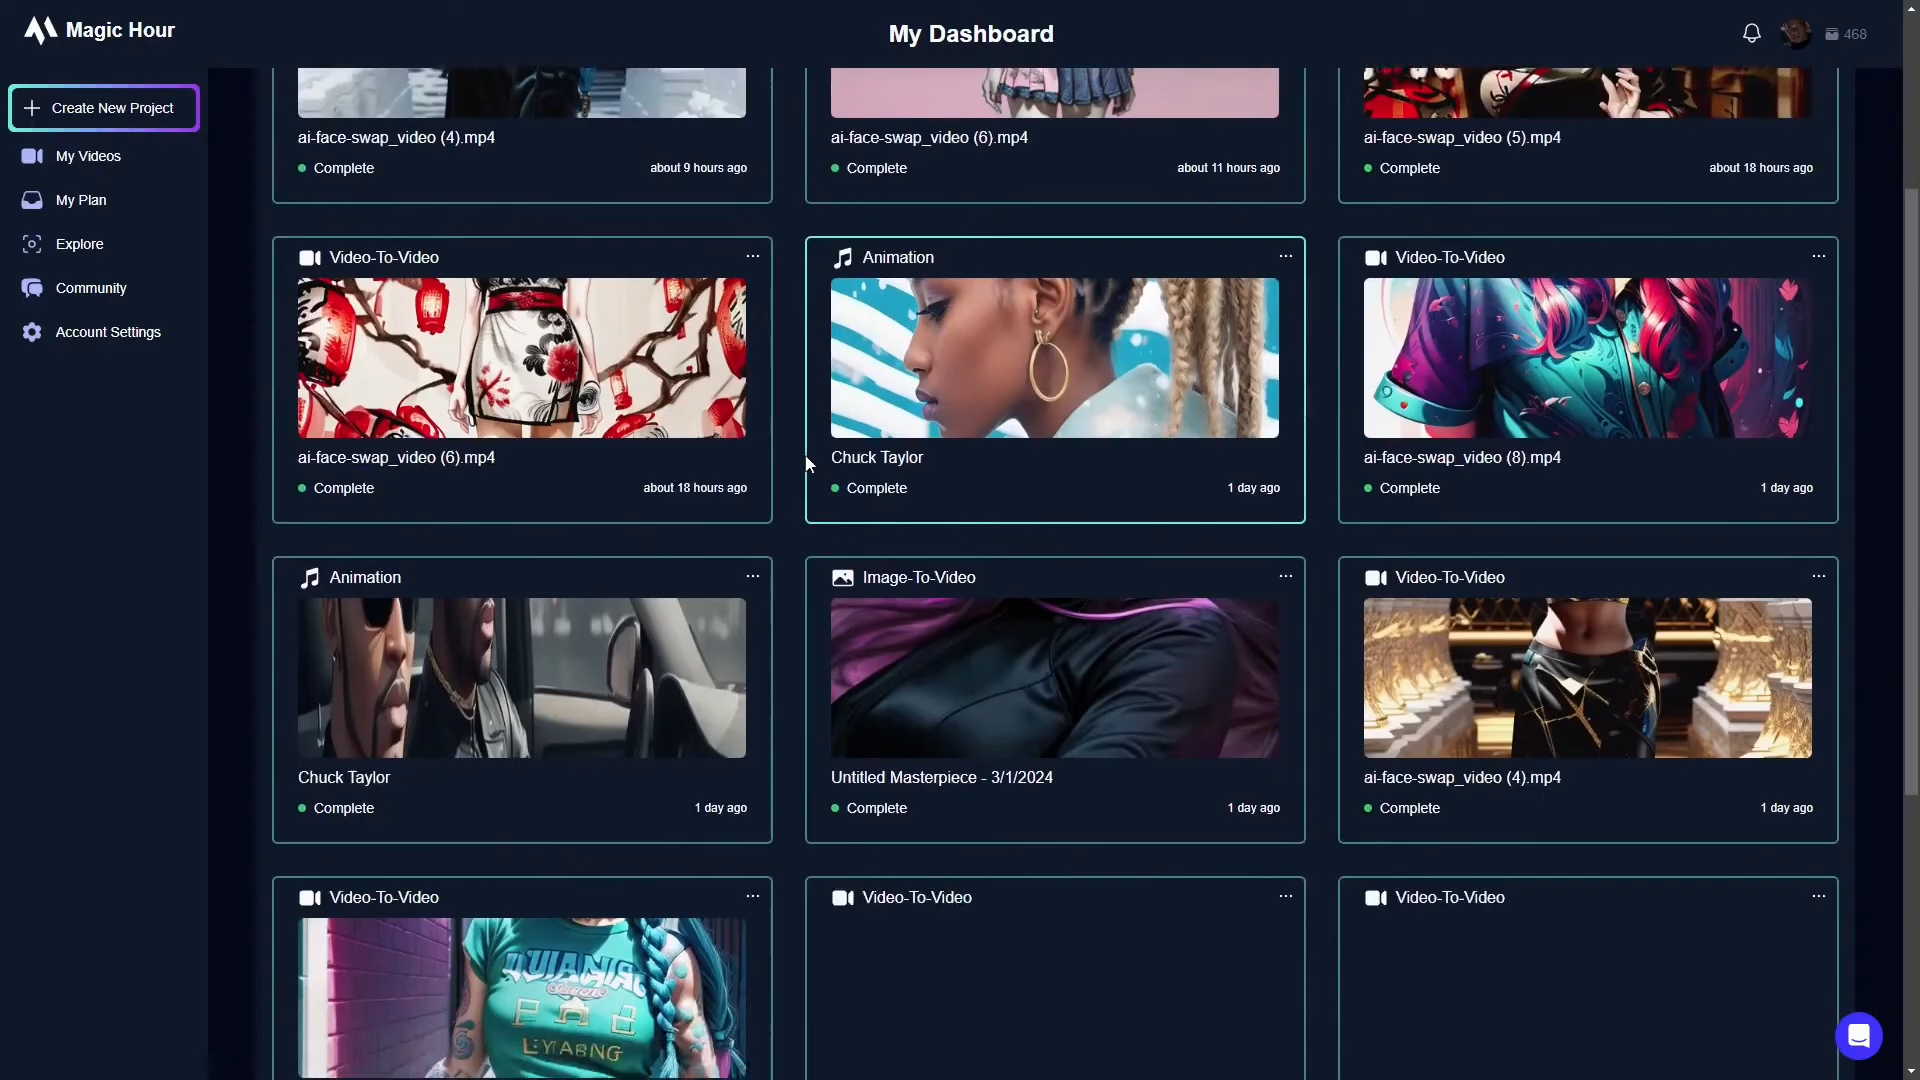 Magic Hour
My Dashboard
468
Create New Project
My Videos
My Plan
Explore
Community
Account Settings
ai-face-swap_video (4).mp4
Complete
about 9 hours ago
ai-face-swap_video (6).mp4
Complete
about 11 hours ago
ai-face-swap_video (5).mp4
Complete
about 18 hours ago
Video-To-Video
ai-face-swap_video (6).mp4
Complete
about 18 hours ago
Animation
Chuck Taylor
Complete
1 day ago
Video-To-Video
ai-face-swap_video (8).mp4
Complete
1 day ago
Animation
Chuck Taylor
Complete
1 day ago
Image-To-Video
Untitled Masterpiece - 3/1/2024
Complete
1 day ago
Video-To-Video
ai-face-swap_video (4).mp4
Complete
1 day ago
Video-To-Video
Video-To-Video
Video-To-Video